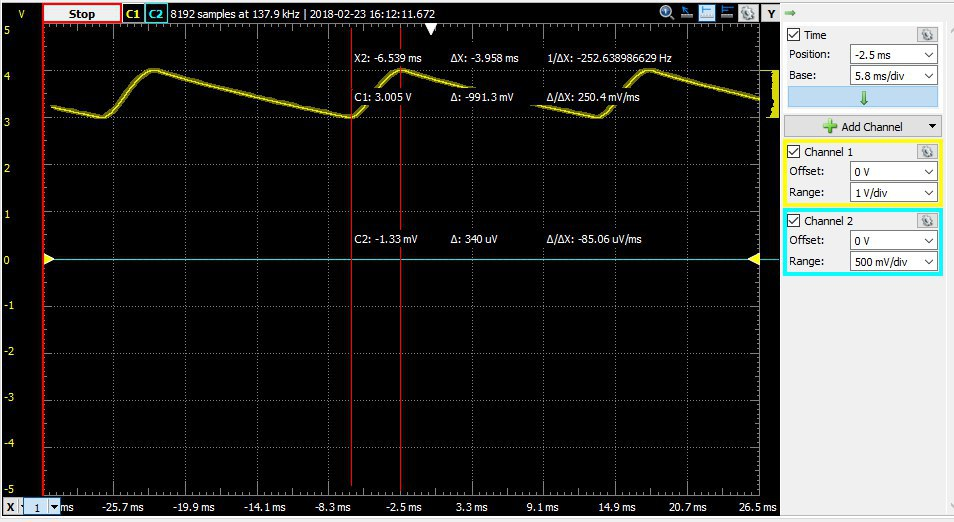 V
Stop C1 C2 8192 samples at 137.9 kHz | 2018-02-23 16:12:11.672 Y
5
4
3
2
1
0
-1
-2
-3
-4
-5
X2: -6.539 ms ΔX: -3.958 ms 1/ΔX: -252.638986629 Hz
C1: 3.005 V Δ: -991.3 mV Δ/ΔX: 250.4 mV/ms
C2: -1.33 mV Δ: 340 uV Δ/ΔX: -85.06 uV/ms
X 1 ms -25.7 ms -19.9 ms -14.1 ms -8.3 ms -2.5 ms 3.3 ms 9.1 ms 14.9 ms 20.7 ms 26.5 ms
Time
Position: -2.5 ms
Base: 5.8 ms/div
Add Channel
Channel 1
Offset: 0 V
Range: 1 V/div
Channel 2
Offset: 0 V
Range: 500 mV/div